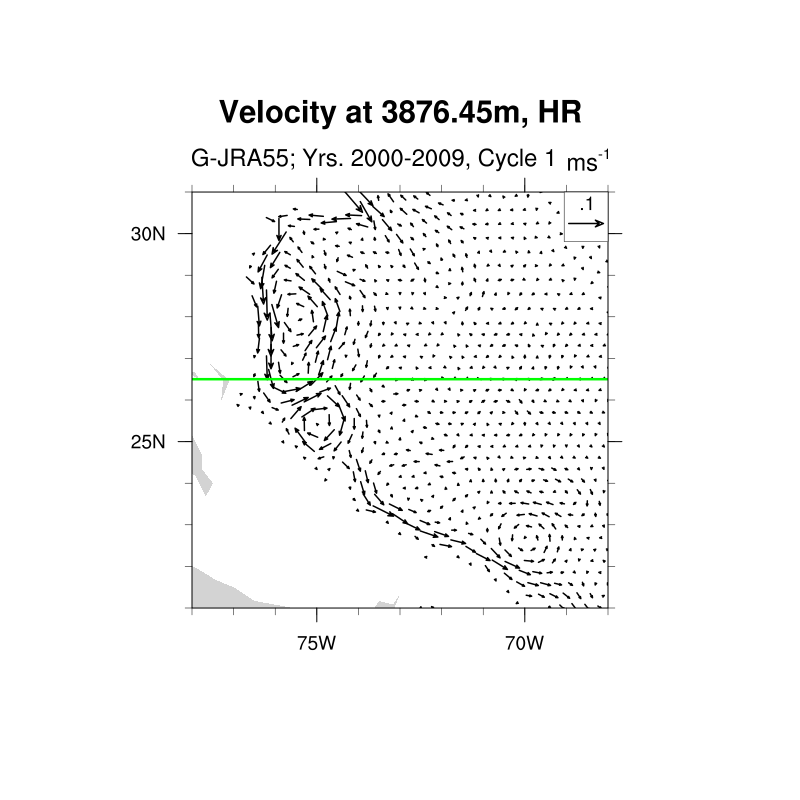 Velocity at 3876.45m, HR
G-JRA55; Yrs. 2000-2009, Cycle 1 ms-1
.1
30N
25N
75W 70W